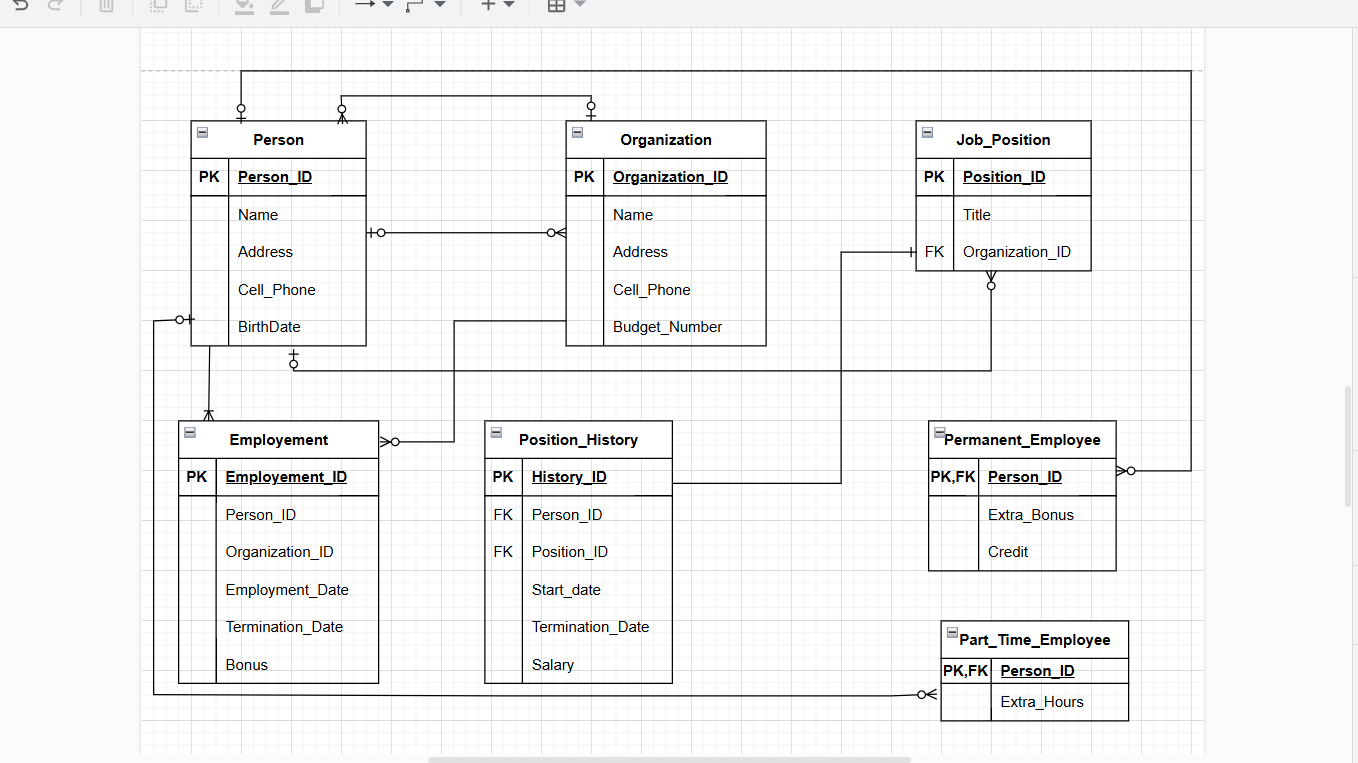 Person
PK Person_ID
Name
Address
Cell_Phone
BirthDate
Organization
PK Organization_ID
Name
Address
Cell_Phone
Budget_Number
Job_Position
PK Position_ID
Title
FK Organization_ID
Employement
PK Employement_ID
Person_ID
Organization_ID
Employment_Date
Termination_Date
Bonus
Position_History
PK History_ID
FK Person_ID
FK Position_ID
Start_date
Termination_Date
Salary
Permanent_Employee
PK,FK Person_ID
Extra_Bonus
Credit
Part_Time_Employee
PK,FK Person_ID
Extra_Hours